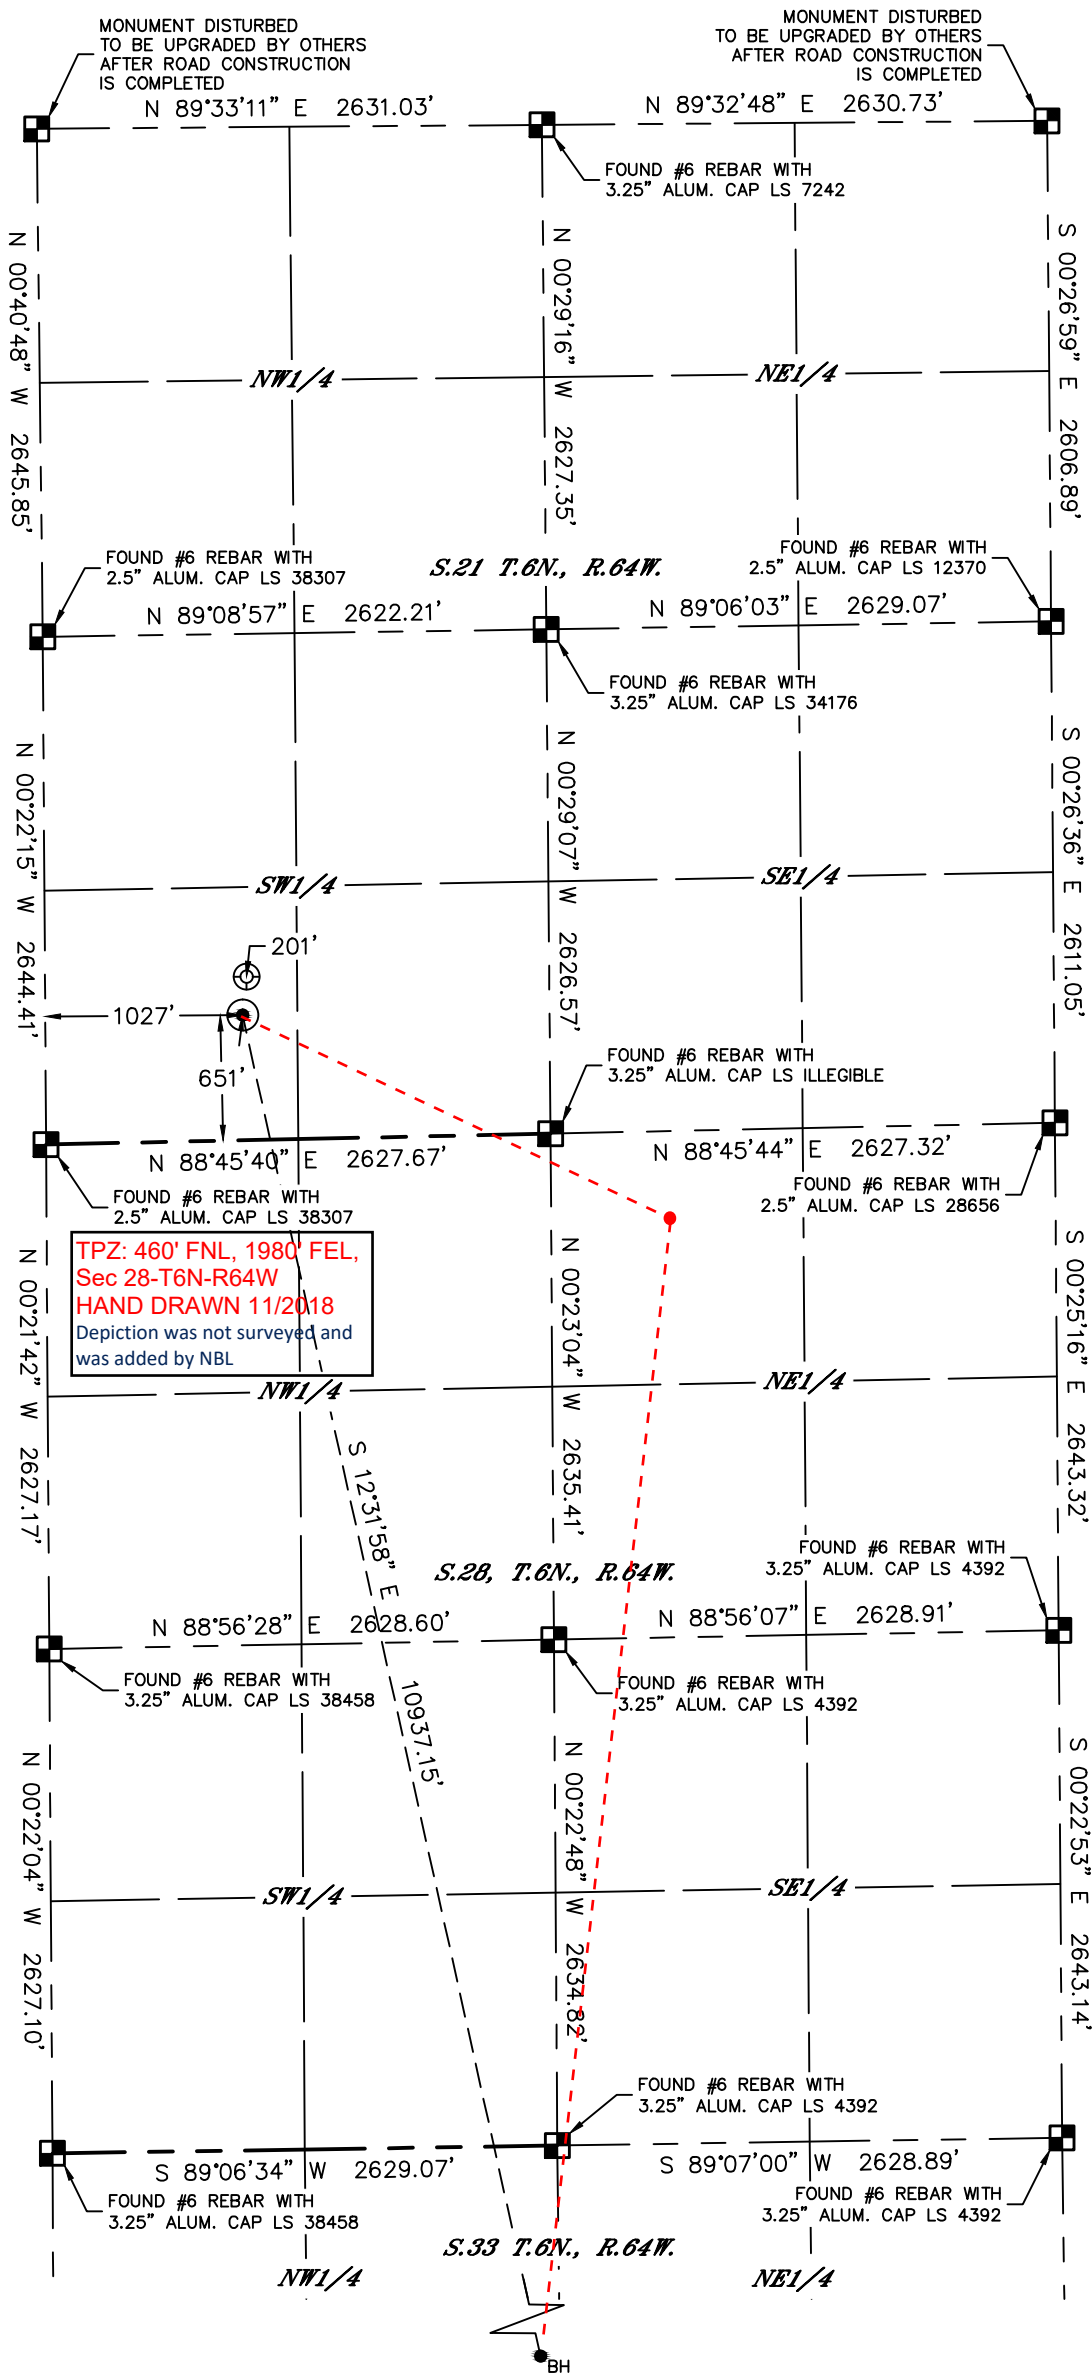 MONUMENT DISTURBED
TO BE UPGRADED BY OTHERS
AFTER ROAD CONSTRUCTION
IS COMPLETED
MONUMENT DISTURBED
TO BE UPGRADED BY OTHERS
AFTER ROAD CONSTRUCTION
IS COMPLETED
N 89°33'11" E 2631.03'
N 89°32'48" E 2630.73'
FOUND #6 REBAR WITH
3.25" ALUM. CAP LS 7242
N 00°40'48" W 2645.85'
N 00°29'16" W 2627.35'
S 00°26'59" E 2606.89'
NW1/4
NE1/4
FOUND #6 REBAR WITH
2.5" ALUM. CAP LS 38307
S.21 T.6N., R.64W.
FOUND #6 REBAR WITH
2.5" ALUM. CAP LS 12370
N 89°08'57" E 2622.21'
N 89°06'03" E 2629.07'
FOUND #6 REBAR WITH
3.25" ALUM. CAP LS 34176
N 00°22'15" W 2644.41'
N 00°29'07" W 2626.57'
S 00°26'36" E 2611.05'
SW1/4
SE1/4
201'
1027'
651'
FOUND #6 REBAR WITH
3.25" ALUM. CAP LS ILLEGIBLE
N 88°45'40" E 2627.67'
N 88°45'44" E 2627.32'
FOUND #6 REBAR WITH
2.5" ALUM. CAP LS 38307
FOUND #6 REBAR WITH
2.5" ALUM. CAP LS 28656
TPZ: 460' FNL, 1980' FEL,
Sec 28-T6N-R64W
HAND DRAWN 11/2018
Depiction was not surveyed and
was added by NBL
N 00°21'42" W 2627.17'
N 00°23'04" W 2635.41'
S 00°25'16" E 2643.32'
NW1/4
NE1/4
S 12°31'58" E 10937.15'
S.28, T.6N., R.64W.
FOUND #6 REBAR WITH
3.25" ALUM. CAP LS 4392
N 88°56'28" E 2628.60'
N 88°56'07" E 2628.91'
FOUND #6 REBAR WITH
3.25" ALUM. CAP LS 38458
FOUND #6 REBAR WITH
3.25" ALUM. CAP LS 4392
N 00°22'04" W 2627.10'
N 00°22'48" W 2634.82'
S 00°22'53" E 2643.14'
SW1/4
SE1/4
FOUND #6 REBAR WITH
3.25" ALUM. CAP LS 4392
S 89°06'34" W 2629.07'
S 89°07'00" W 2628.89'
FOUND #6 REBAR WITH
3.25" ALUM. CAP LS 38458
FOUND #6 REBAR WITH
3.25" ALUM. CAP LS 4392
S.33 T.6N., R.64W.
NW1/4
NE1/4
BH